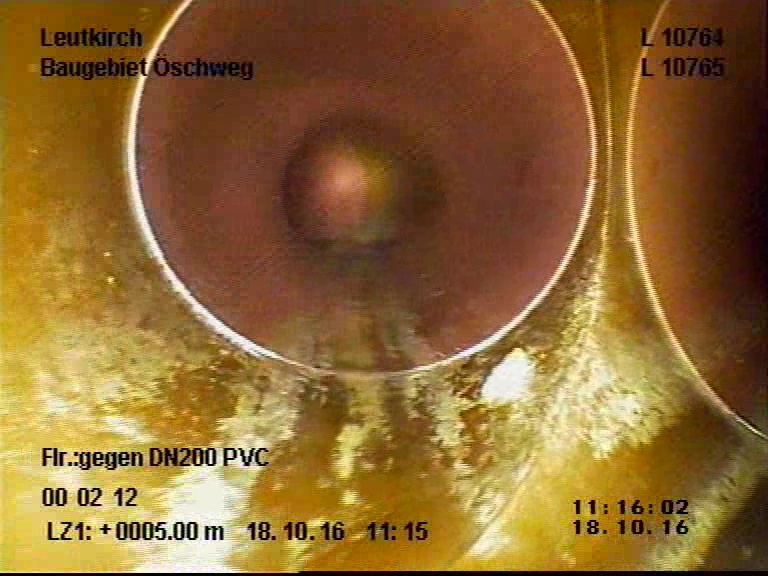 Leutkirch
L 10764
Baugebiet Öschweg
L 10765
Flr.:gegen DN200 PVC
00 02 12
LZ1: +0005.00 m 18.10.16 11:15
11:16:02
18.10.16